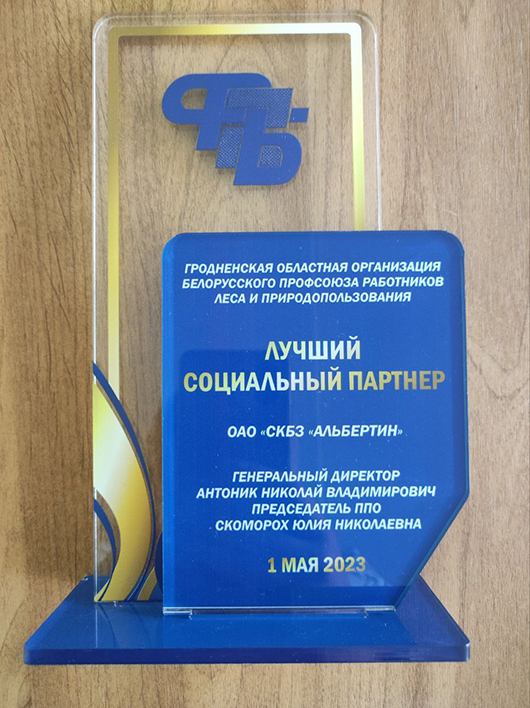 ФПБ
ГРОДНЕНСКАЯ ОБЛАСТНАЯ ОРГАНИЗАЦИЯ
БЕЛОРУССКОГО ПРОФСОЮЗА РАБОТНИКОВ
ЛЕСА И ПРИРОДОПОЛЬЗОВАНИЯ
ЛУЧШИЙ
СОЦИАЛЬНЫЙ ПАРТНЕР
ОАО «СКБЗ «АЛЬБЕРТИН»
ГЕНЕРАЛЬНЫЙ ДИРЕКТОР
АНТОНИК НИКОЛАЙ ВЛАДИМИРОВИЧ
ПРЕДСЕДАТЕЛЬ ППО
СКОМОРОХ ЮЛИЯ НИКОЛАЕВНА
1 МАЯ 2023